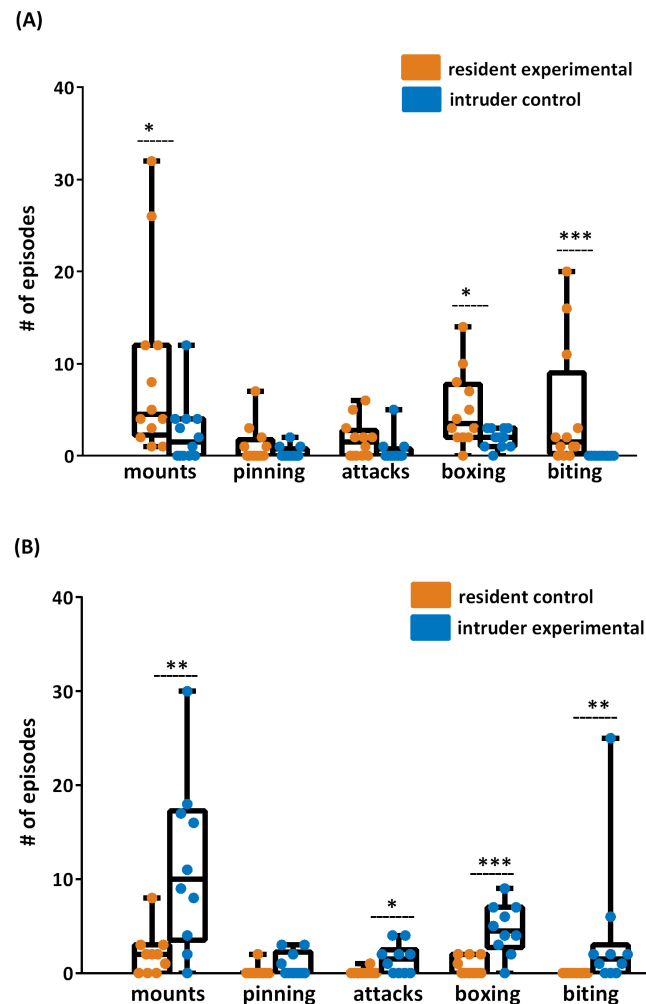 (A)
resident experimental
intruder control
# of episodes
40
30
20
10
0
*
*
***
mounts pinning attacks boxing biting
(B)
resident control
intruder experimental
# of episodes
40
30
20
10
0
**
*
***
**
mounts pinning attacks boxing biting